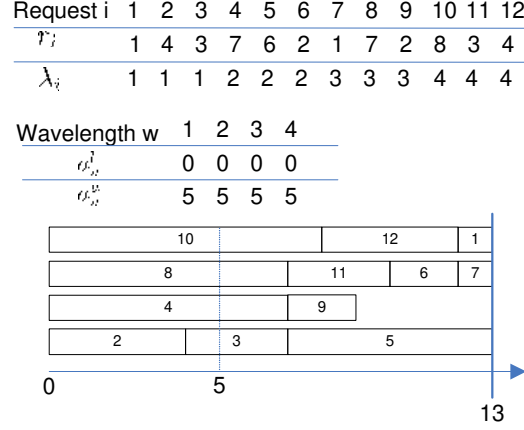 Request i 1 2 3 4 5 6 7 8 9 10 11 12
1 4 3 7 6 2 1 7 2 8 3 4
λi 1 1 1 2 2 2 3 3 3 4 4 4
Wavelength w 1 2 3 4
0 0 0 0
5 5 5 5
10 12 1
8 11 6 7
4 9
2 3 5
0 5
13